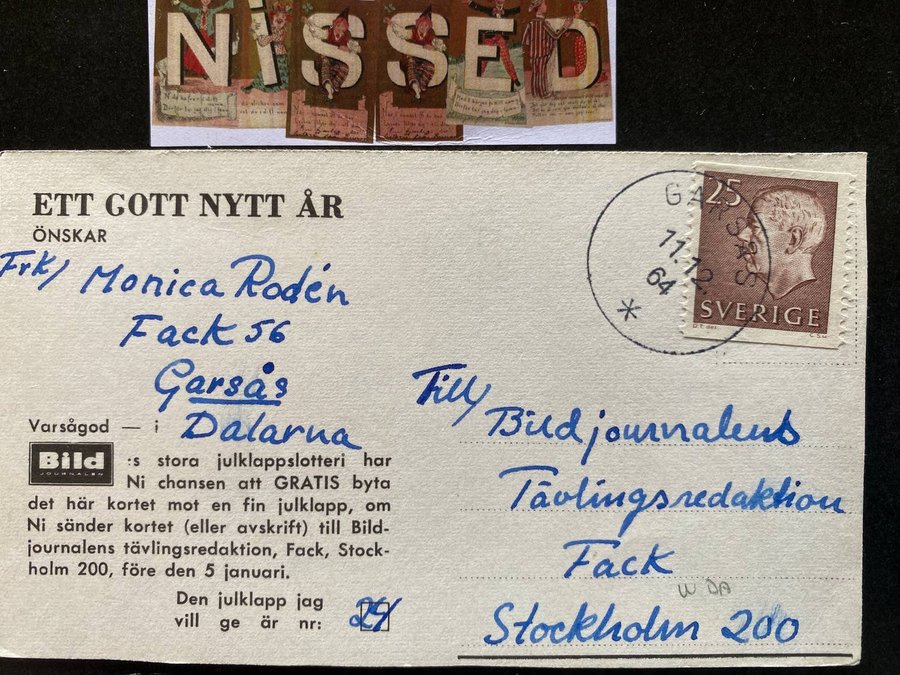 NISSED
ETT GOTT NYTT ÅR
ÖNSKAR
Frk/ Monica Rodén
Fack 56
Garsås
Dalarna
Varsågod — i
Bild
JOURNALEN
:s stora julklappslotteri har
Ni chansen att GRATIS byta
det här kortet mot en fin julklapp, om
Ni sänder kortet (eller avskrift) till Bild-
journalens tävlingsredaktion, Fack, Stock-
holm 200, före den 5 januari.
Den julklapp jag
vill ge är nr: 24
GARSÅS
11.12.
64
25
SVERIGE
Till/
Bildjournalens
Tävlingsredaktion
Fack
Stockholm 200